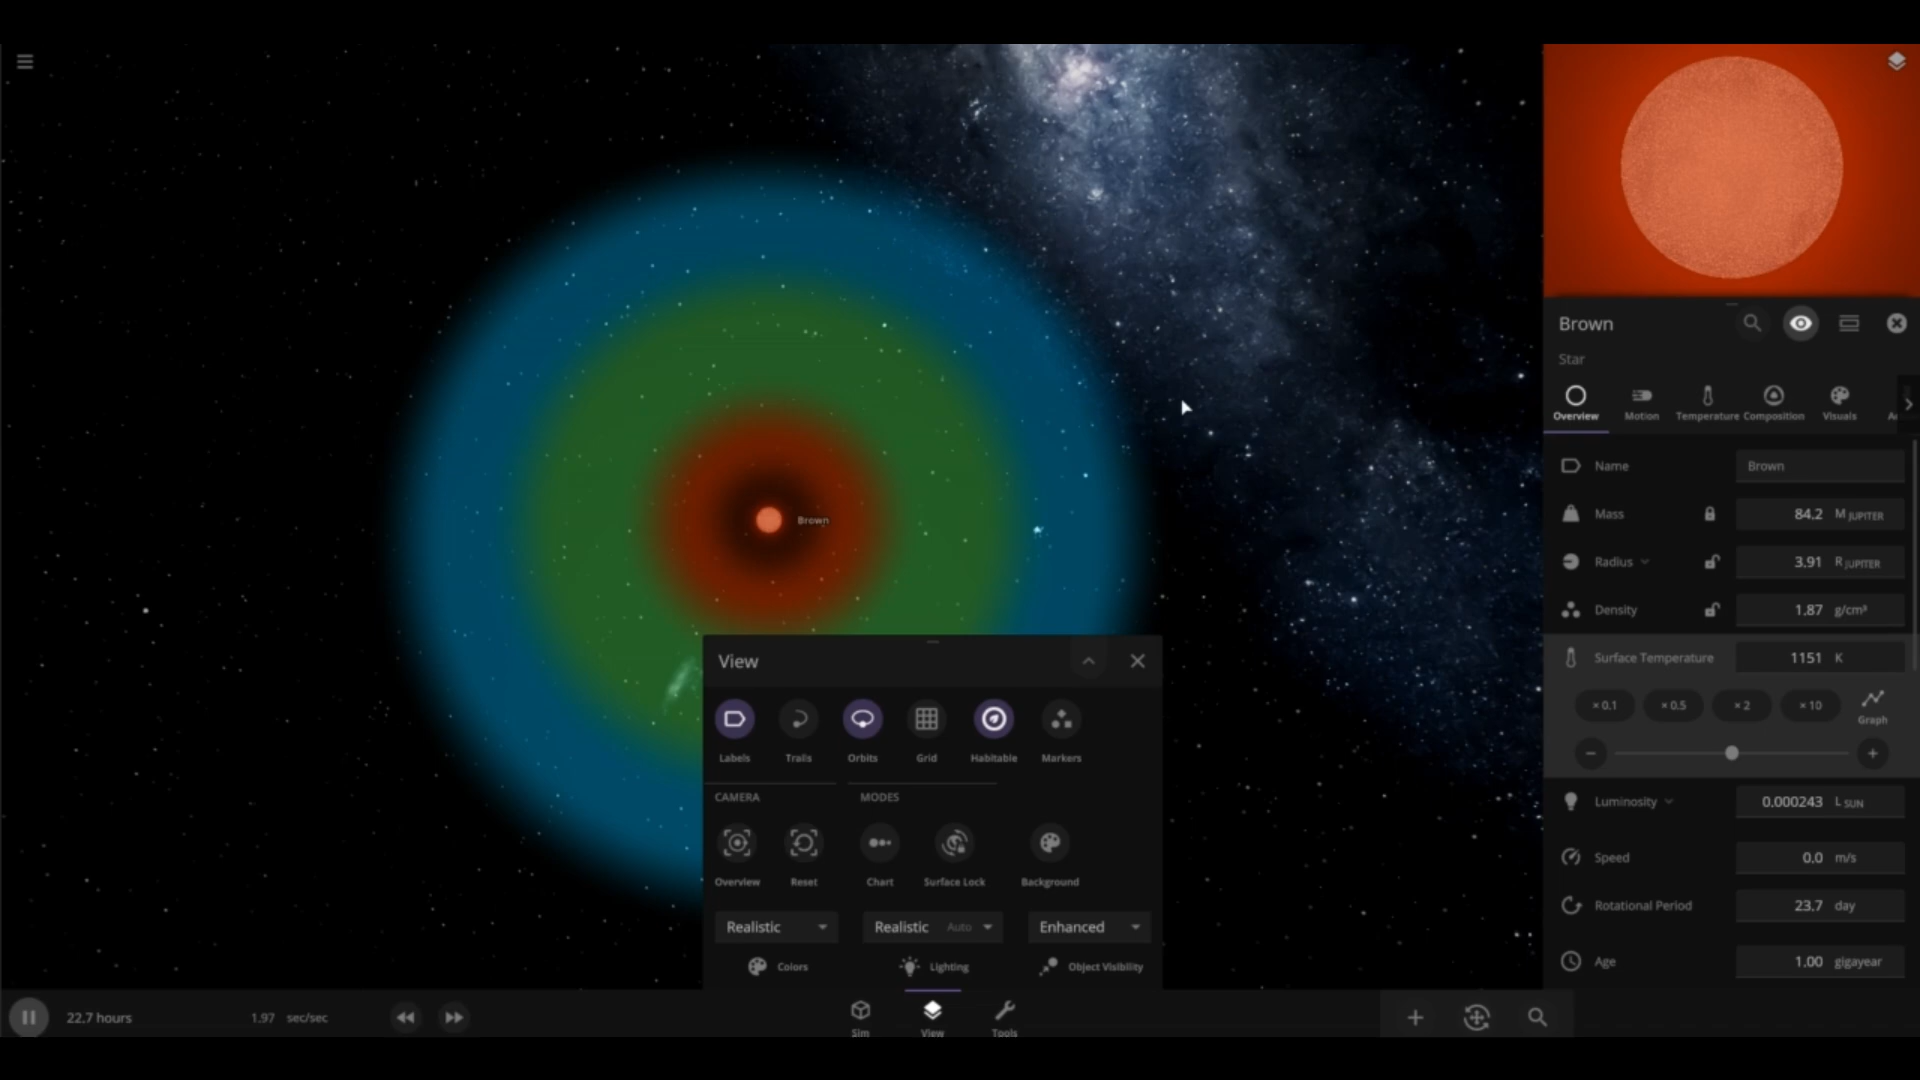 Brown
Star
Overview Motion Temperature Composition Visuals
Name Brown
Mass 84.2 M JUPITER
Radius 3.91 R JUPITER
Density 1.87 g/cm³
Surface Temperature 1151 K
× 0.1 × 0.5 × 2 × 10 Graph
Luminosity 0.000243 L SUN
Speed 0.0 m/s
Rotational Period 23.7 day
Age 1.00 gigayear
Brown
View
Labels Trails Orbits Grid Habitable Markers
CAMERA MODES
Overview Reset Chart Surface Lock Background
Realistic Realistic Auto Enhanced
Colors Lighting Object Visibility
22.7 hours 1.97 sec/sec
Sim View Tools